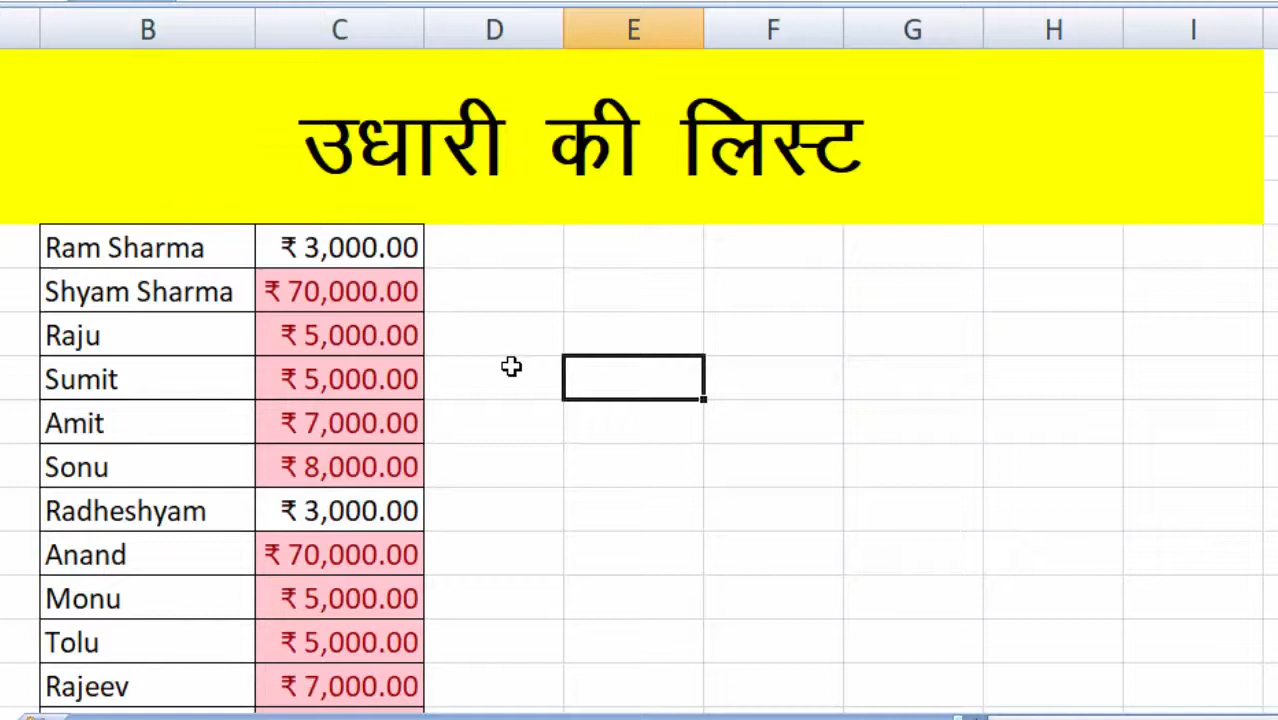 B C D E F G H I
उधारी की लिस्ट
Ram Sharma ₹ 3,000.00
Shyam Sharma ₹ 70,000.00
Raju ₹ 5,000.00
Sumit ₹ 5,000.00
Amit ₹ 7,000.00
Sonu ₹ 8,000.00
Radheshyam ₹ 3,000.00
Anand ₹ 70,000.00
Monu ₹ 5,000.00
Tolu ₹ 5,000.00
Rajeev ₹ 7,000.00